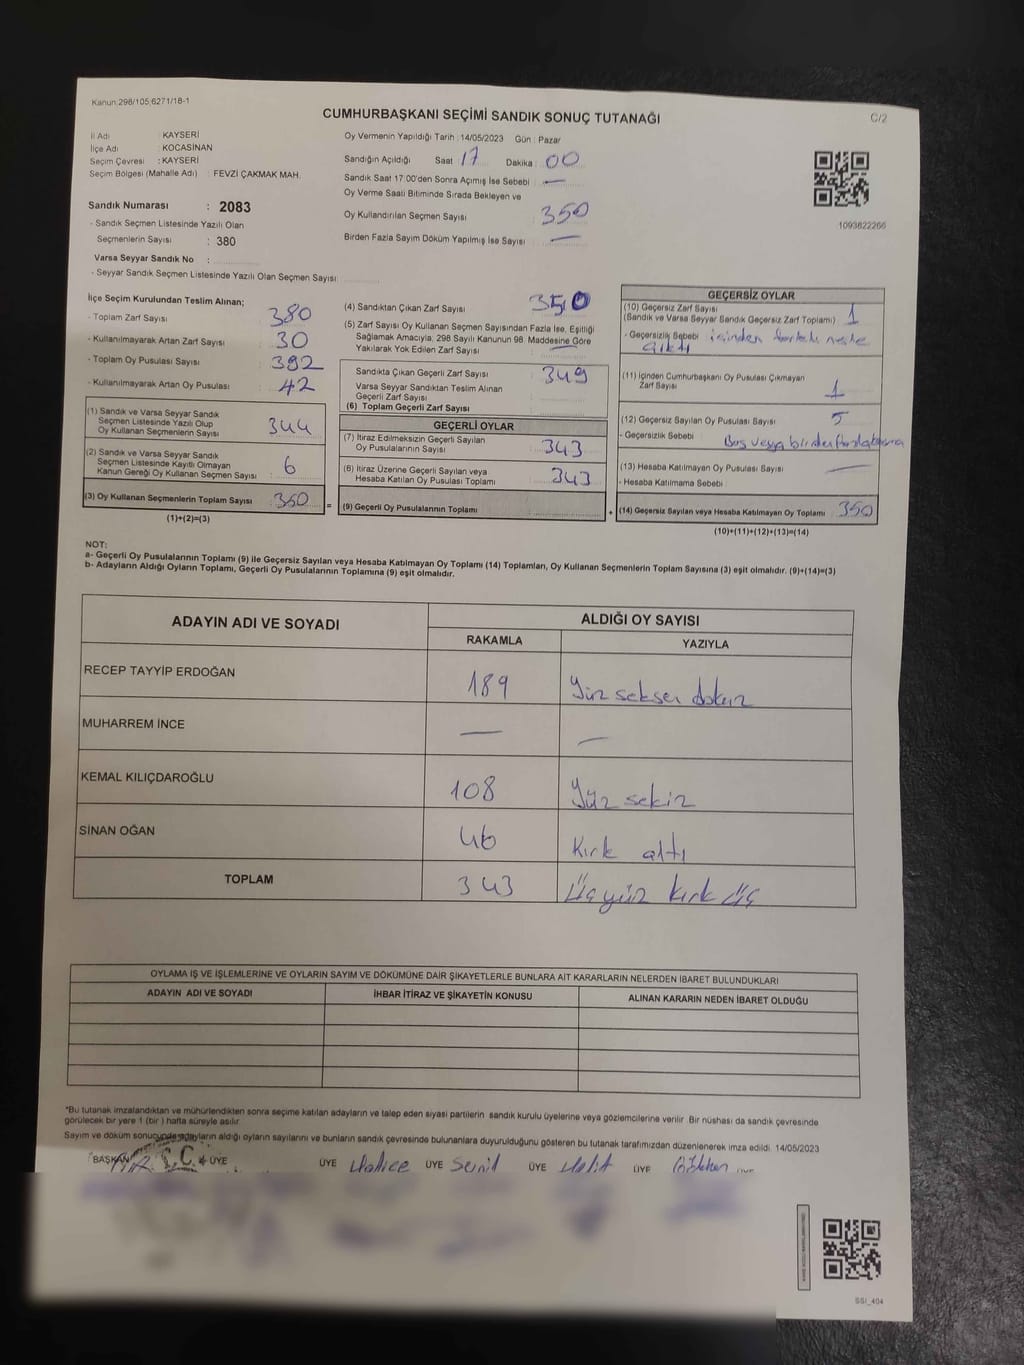 Kanun:298/105;6271/18-1
CUMHURBAŞKANI SEÇİMİ SANDIK SONUÇ TUTANAĞI
C/2
İl Adı : KAYSERİ
İlçe Adı : KOCASİNAN
Seçim Çevresi : KAYSERİ
Seçim Bölgesi (Mahalle Adı) FEVZİ ÇAKMAK MAH.
Sandık Numarası : 2083
- Sandık Seçmen Listesinde Yazılı Olan
Seçmenlerin Sayısı : 380
Varsa Seyyar Sandık No :
- Seyyar Sandık Seçmen Listesinde Yazılı Olan Seçmen Sayısı:
Oy Vermenin Yapıldığı Tarih : 14/05/2023 Gün : Pazar
Sandığın Açıldığı Saat 17 Dakika : 00
Sandık Saat 17:00'den Sonra Açımış İse Sebebi : —
Oy Verme Saati Bitiminde Sırada Bekleyen ve
Oy Kullandırılan Seçmen Sayısı 350
Birden Fazla Sayım Döküm Yapılmış İse Sayısı —
1093622266
İlçe Seçim Kurulundan Teslim Alınan;
- Toplam Zarf Sayısı 380
- Kullanılmayarak Artan Zarf Sayısı 30
- Toplam Oy Pusulası Sayısı 392
- Kullanılmayarak Artan Oy Pusulası 42
(1) Sandık ve Varsa Seyyar Sandık
Seçmen Listesinde Yazılı Olup
Oy Kullanan Seçmenlerin Sayısı 344
(2) Sandık ve Varsa Seyyar Sandık
Seçmen Listesinde Kayıtlı Olmayan
Kanun Gereği Oy Kullanan Seçmen Sayısı 6
(3) Oy Kullanan Seçmenlerin Toplam Sayısı 350
(1)+(2)=(3)
(4) Sandıktan Çıkan Zarf Sayısı 350
(5) Zarf Sayısı Oy Kullanan Seçmen Sayısından Fazla İse, Eşitliği
Sağlamak Amacıyla, 298 Sayılı Kanunun 98. Maddesine Göre
Yakılarak Yok Edilen Zarf Sayısı —
Sandıkta Çıkan Geçerli Zarf Sayısı 349
Varsa Seyyar Sandıktan Teslim Alınan
Geçerli Zarf Sayısı
(6) Toplam Geçerli Zarf Sayısı
GEÇERLİ OYLAR
(7) İtiraz Edilmeksizin Geçerli Sayılan
Oy Pusulalarının Sayısı 343
(8) İtiraz Üzerine Geçerli Sayılan veya
Hesaba Katılan Oy Pusulası Toplamı 343
= (9) Geçerli Oy Pusulalarının Toplamı +
GEÇERSİZ OYLAR
(10) Geçersiz Zarf Sayısı
(Sandık ve Varsa Seyyar Sandık Geçersiz Zarf Toplamı) 1
- Geçersizlik Sebebi : içinden
çıktı
(11) İçinden Cumhurbaşkanı Oy Pusulası Çıkmayan
Zarf Sayısı 1
(12) Geçersiz Sayılan Oy Pusulası Sayısı 5
- Geçersizlik Sebebi : Boş veya birden
(13) Hesaba Katılmayan Oy Pusulası Sayısı —
- Hesaba Katılmama Sebebi
(14) Geçersiz Sayılan veya Hesaba Katılmayan Oy Toplamı 350
(10)+(11)+(12)+(13)=(14)
NOT:
a- Geçerli Oy Pusulalarının Toplamı (9) ile Geçersiz Sayılan veya Hesaba Katılmayan Oy Toplamı (14) Toplamları, Oy Kullanan Seçmenlerin Toplam Sayısına (3) eşit olmalıdır. (9)+(14)=(3)
b- Adayların Aldığı Oyların Toplamı, Geçerli Oy Pusulalarının Toplamına (9) eşit olmalıdır.
ADAYIN ADI VE SOYADI ALDIĞI OY SAYISI
RAKAMLA YAZIYLA
RECEP TAYYİP ERDOĞAN 189 Yüz seksen dokuz
MUHARREM İNCE — —
KEMAL KILIÇDAROĞLU 108 Yüz sekiz
SİNAN OĞAN 46 Kırk altı
TOPLAM 343 Üçyüz kırk üç
OYLAMA İŞ VE İŞLEMLERİNE VE OYLARIN SAYIM VE DÖKÜMÜNE DAİR ŞİKAYETLERLE BUNLARA AİT KARARLARIN NELERDEN İBARET BULUNDUKLARI
ADAYIN ADI VE SOYADI İHBAR İTİRAZ VE ŞİKAYETİN KONUSU ALINAN KARARIN NEDEN İBARET OLDUĞU
*Bu tutanak imzalandıktan ve mühürlendikten sonra seçime katılan adayların ve talep eden siyasi partilerin sandık kurulu üyelerine veya gözlemcilerine verilir. Bir nüshası da sandık çevresinde
görülecek bir yere 1 (bir) hafta süreyle asılır.
Sayım ve döküm sonucunda adayların aldığı oyların sayılarını ve bunların sandık çevresinde bulunanlara duyurulduğunu gösteren bu tutanak tarafımızdan düzenlenerek imza edildi. 14/05/2023
BAŞKAN T.C. ÜYE ÜYE Hatice ÜYE ÜYE Halit ÜYE Gökhan
SSI_404